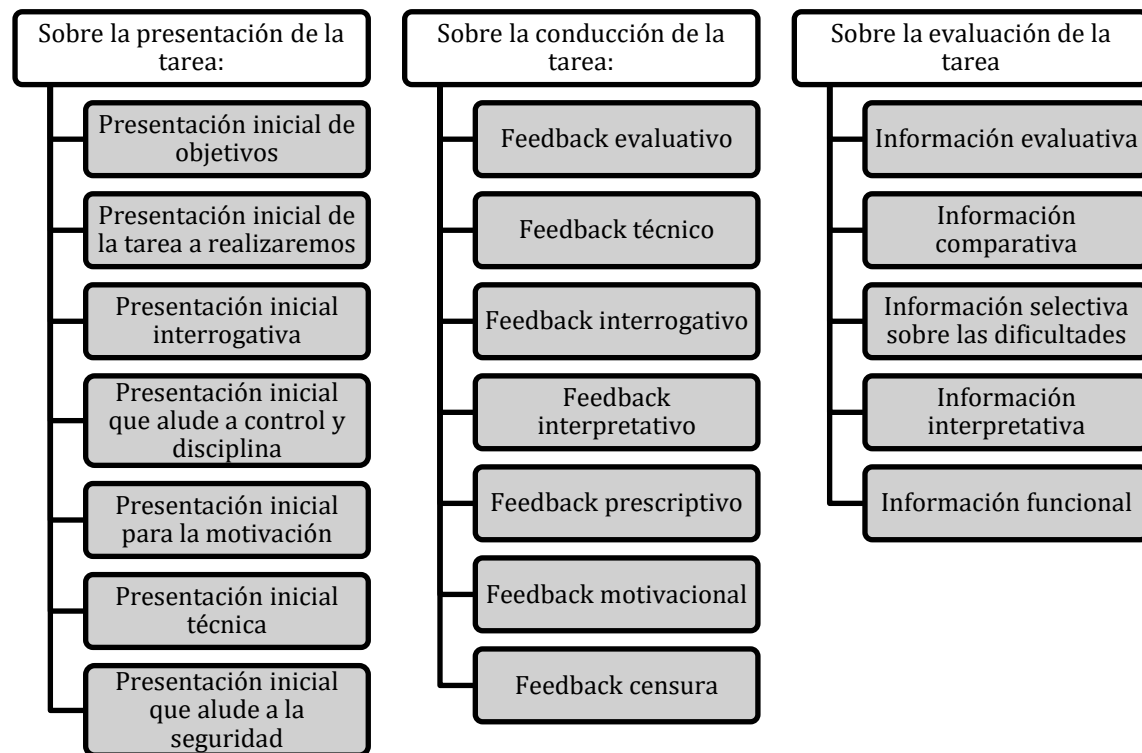 Sobre la presentación de la
tarea:
Presentación inicial de
objetivos
Presentación inicial de
la tarea a realizaremos
Presentación inicial
interrogativa
Presentación inicial
que alude a control y
disciplina
Presentación inicial
para la motivación
Presentación inicial
técnica
Presentación inicial
que alude a la
seguridad
Sobre la conducción de la
tarea:
Feedback evaluativo
Feedback técnico
Feedback interrogativo
Feedback
interpretativo
Feedback prescriptivo
Feedback motivacional
Feedback censura
Sobre la evaluación de la
tarea
Información evaluativa
Información
comparativa
Información selectiva
sobre las dificultades
Información
interpretativa
Información funcional